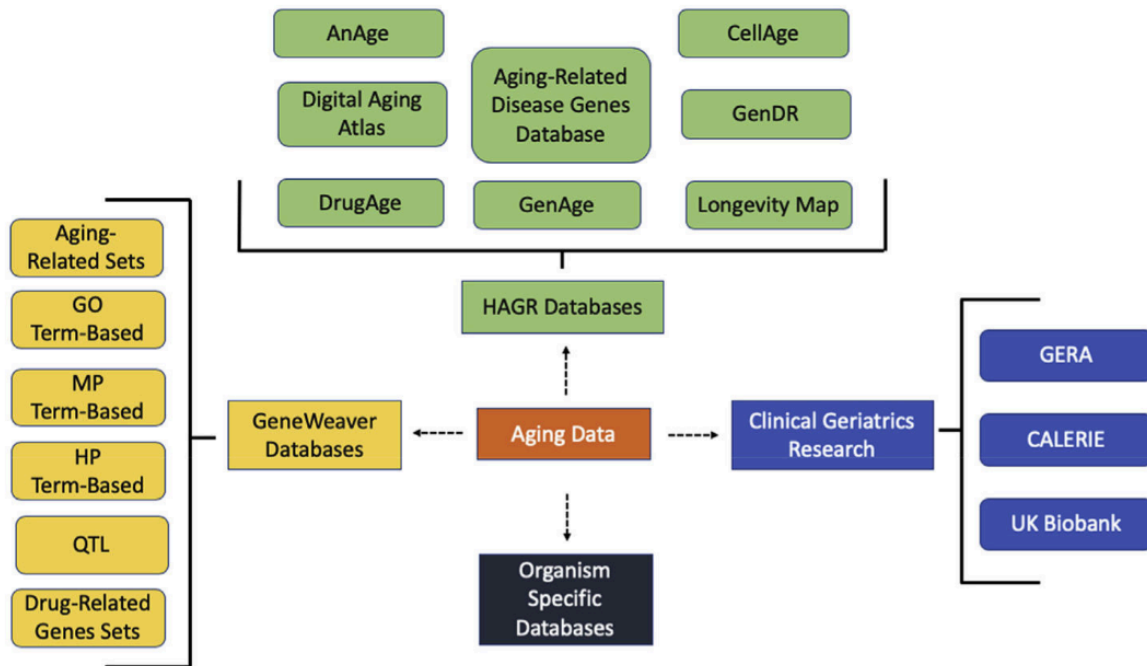 AnAge
CellAge
Aging-Related
Disease Genes
Database
Digital Aging
Atlas
GenDR
DrugAge
GenAge
Longevity Map
HAGR Databases
Aging-
Related Sets
GO
Term-Based
MP
Term-Based
HP
Term-Based
QTL
Drug-Related
Genes Sets
GeneWeaver
Databases
Aging Data
Clinical Geriatrics
Research
GERA
CALERIE
UK Biobank
Organism
Specific
Databases